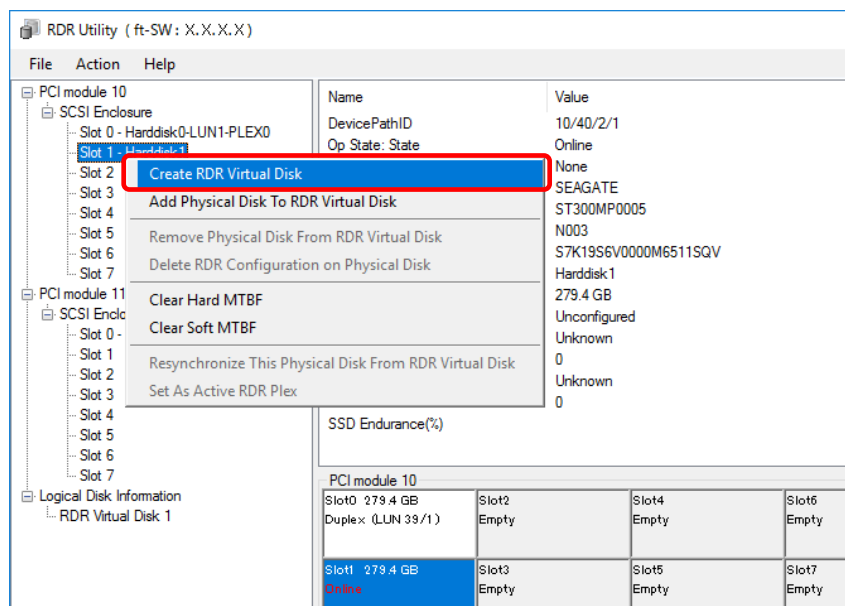 RDR Utility ( ft-SW : X.X.X.X )
File Action Help
PCI module 10
SCSI Enclosure
Slot 0 - Harddisk0-LUN1-PLEX0
Slot 1 - Harddisk1
Slot 2
Slot 3
Slot 4
Slot 5
Slot 6
Slot 7
PCI module 11
SCSI Enclo
Slot 0 -
Slot 1
Slot 2
Slot 3
Slot 4
Slot 5
Slot 6
Slot 7
Logical Disk Information
RDR Virtual Disk 1
Create RDR Virtual Disk
Add Physical Disk To RDR Virtual Disk
Remove Physical Disk From RDR Virtual Disk
Delete RDR Configuration on Physical Disk
Clear Hard MTBF
Clear Soft MTBF
Resynchronize This Physical Disk From RDR Virtual Disk
Set As Active RDR Plex
Name Value
DevicePathID 10/40/2/1
Op State: State Online
None
SEAGATE
ST300MP0005
N003
S7K19S6V0000M6511SQV
Harddisk1
279.4 GB
Unconfigured
Unknown
0
Unknown
0
SSD Endurance(%)
PCI module 10
Slot0 279.4 GB Slot2 Slot4 Slot6
Duplex (LUN 39/1) Empty Empty Empty
Slot1 279.4 GB Slot3 Slot5 Slot7
Online Empty Empty Empty